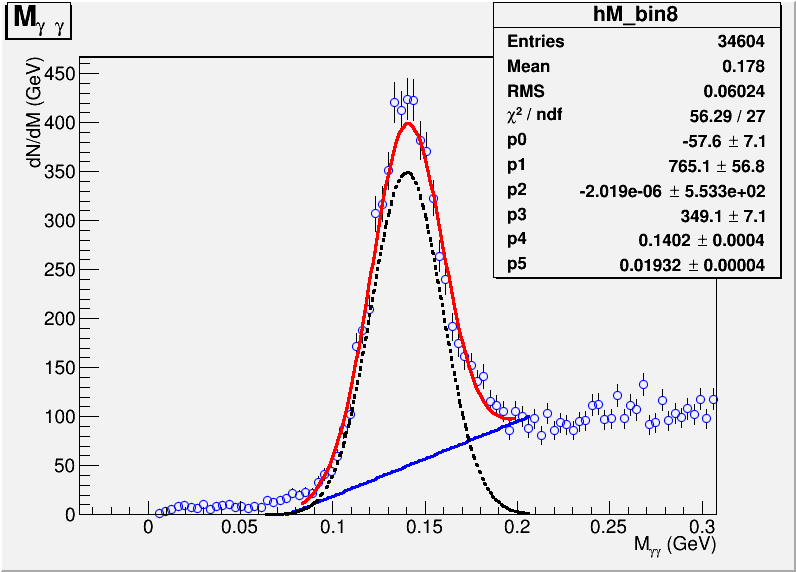 M γ γ
hM_bin8
Entries 34604
Mean 0.178
RMS 0.06024
χ² / ndf 56.29 / 27
p0 -57.6 ± 7.1
p1 765.1 ± 56.8
p2 -2.019e-06 ± 5.533e+02
p3 349.1 ± 7.1
p4 0.1402 ± 0.0004
p5 0.01932 ± 0.00004
dN/dM (GeV)
450
400
350
300
250
200
150
100
50
0
0 0.05 0.1 0.15 0.2 0.25 0.3
Mγγ (GeV)